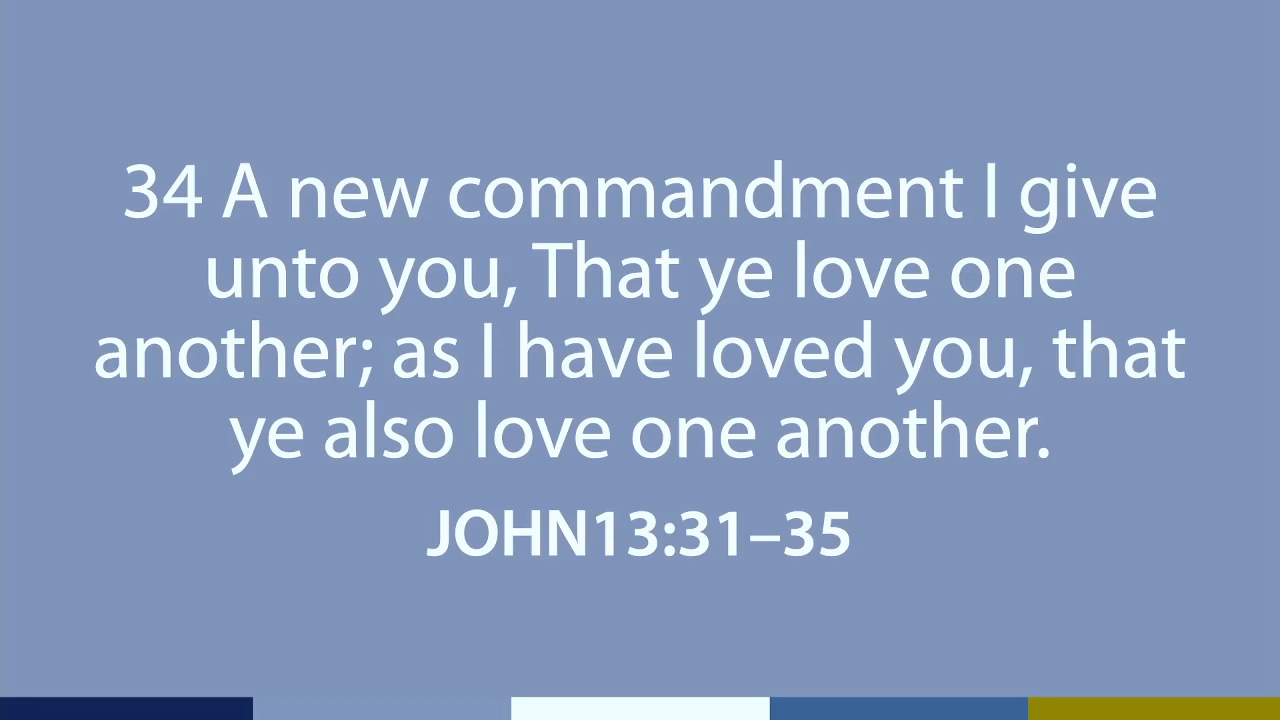 34 A new commandment I give
unto you, That ye love one
another; as I have loved you, that
ye also love one another.
JOHN13:31–35